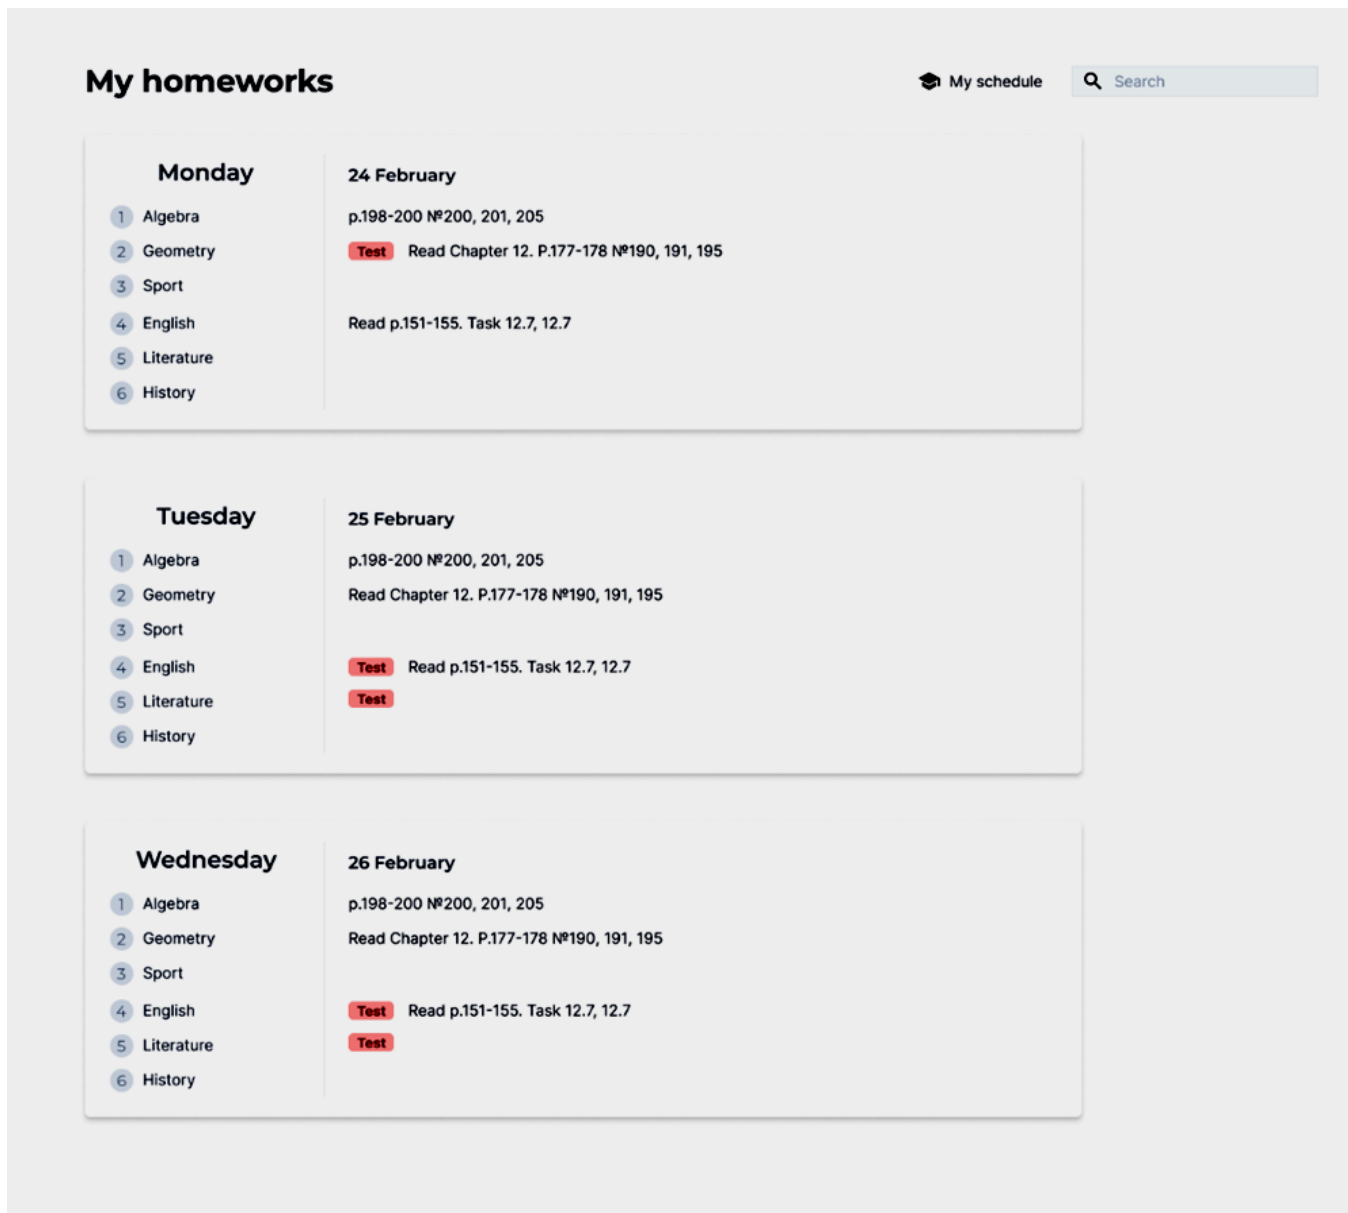 My homeworks
My schedule
Search
Monday
24 February
1 Algebra
p.198-200 №200, 201, 205
2 Geometry
Test Read Chapter 12. P.177-178 №190, 191, 195
3 Sport
4 English
Read p.151-155. Task 12.7, 12.7
5 Literature
6 History
Tuesday
25 February
1 Algebra
p.198-200 №200, 201, 205
2 Geometry
Read Chapter 12. P.177-178 №190, 191, 195
3 Sport
4 English
Test Read p.151-155. Task 12.7, 12.7
5 Literature
Test
6 History
Wednesday
26 February
1 Algebra
p.198-200 №200, 201, 205
2 Geometry
Read Chapter 12. P.177-178 №190, 191, 195
3 Sport
4 English
Test Read p.151-155. Task 12.7, 12.7
5 Literature
Test
6 History